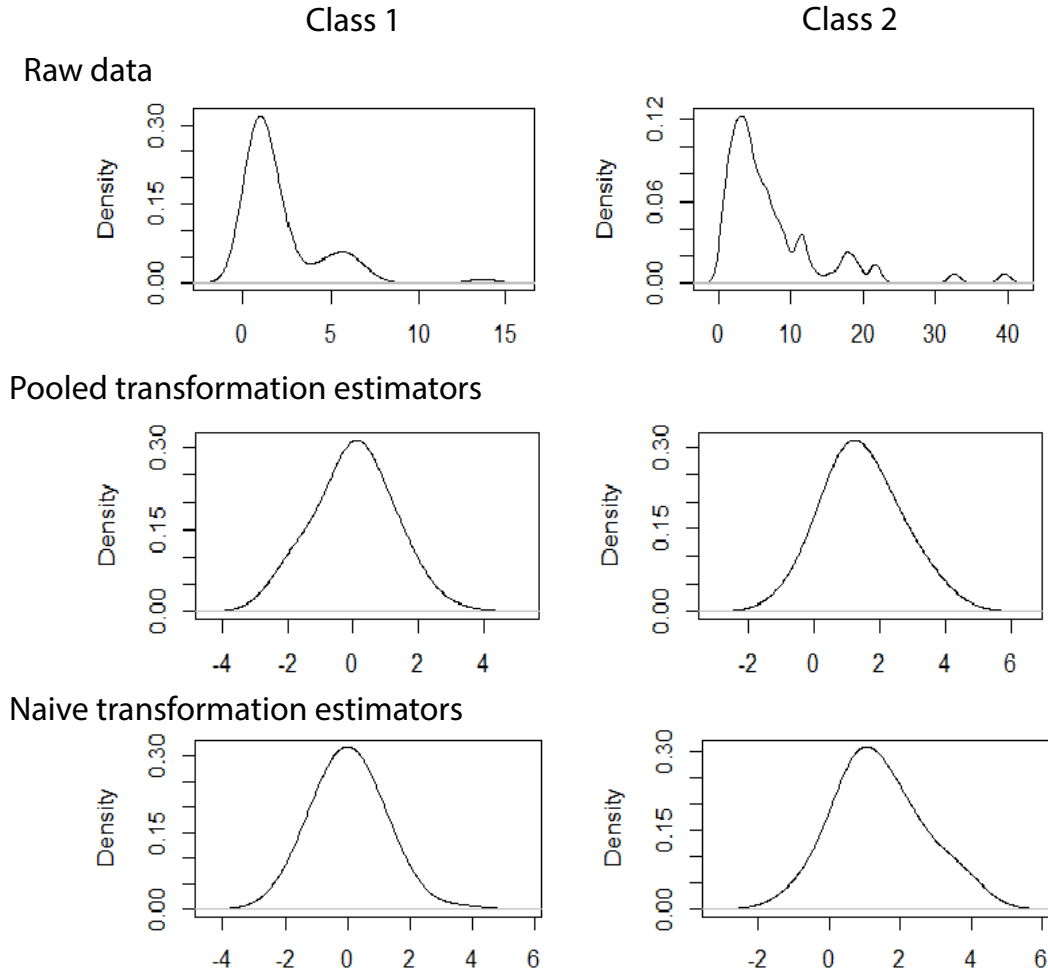 Class 1 Class 2
Raw data
Density 0.00 0.15 0.30
0 5 10 15
Density 0.00 0.06 0.12
0 10 20 30 40
Pooled transformation estimators
Density 0.00 0.15 0.30
-4 -2 0 2 4
Density 0.00 0.15 0.30
-2 0 2 4 6
Naive transformation estimators
Density 0.00 0.15 0.30
-4 -2 0 2 4 6
Density 0.00 0.15 0.30
-2 0 2 4 6